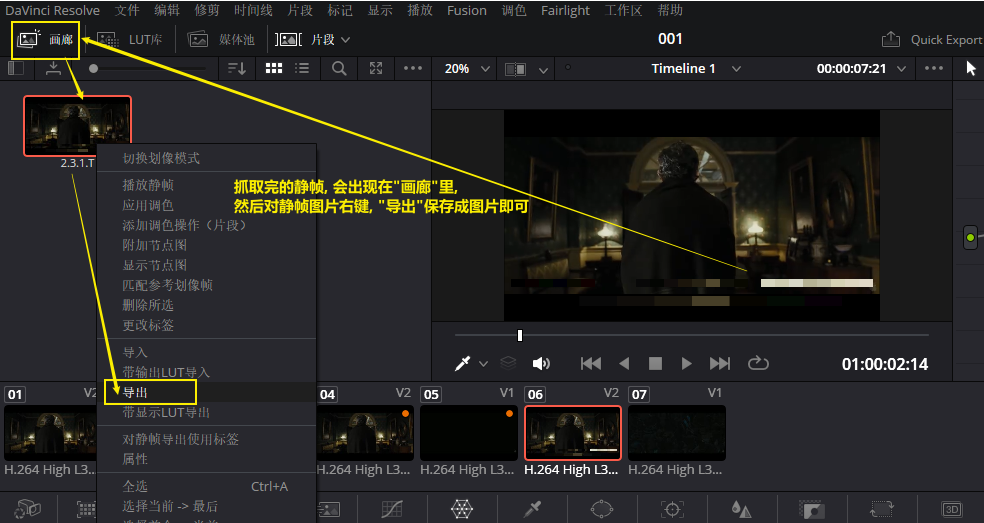 DaVinci Resolve 文件 编辑 修剪 时间线 片段 标记 显示 播放 Fusion 调色 Fairlight 工作区 帮助
画廊 LUT库 媒体池 片段 001 Quick Export
20% Timeline 1 00:00:07:21
2.3.1.T
切换划像模式
播放静帧
应用调色
添加调色操作（片段）
附加节点图
显示节点图
匹配参考划像帧
删除所选
更改标签
导入
带输出LUT导入
导出
带显示LUT导出
对静帧导出使用标签
属性
全选 Ctrl+A
选择当前 -> 最后
抓取完的静帧, 会出现在"画廊"里,
然后对静帧图片右键, "导出"保存成图片即可
01:00:02:14
01 V2 04 V2 05 V1 06 V2 07 V1
H.264 High L3... H.264 High L3... H.264 High L3... H.264 High L3... H.264 High L3...
3D